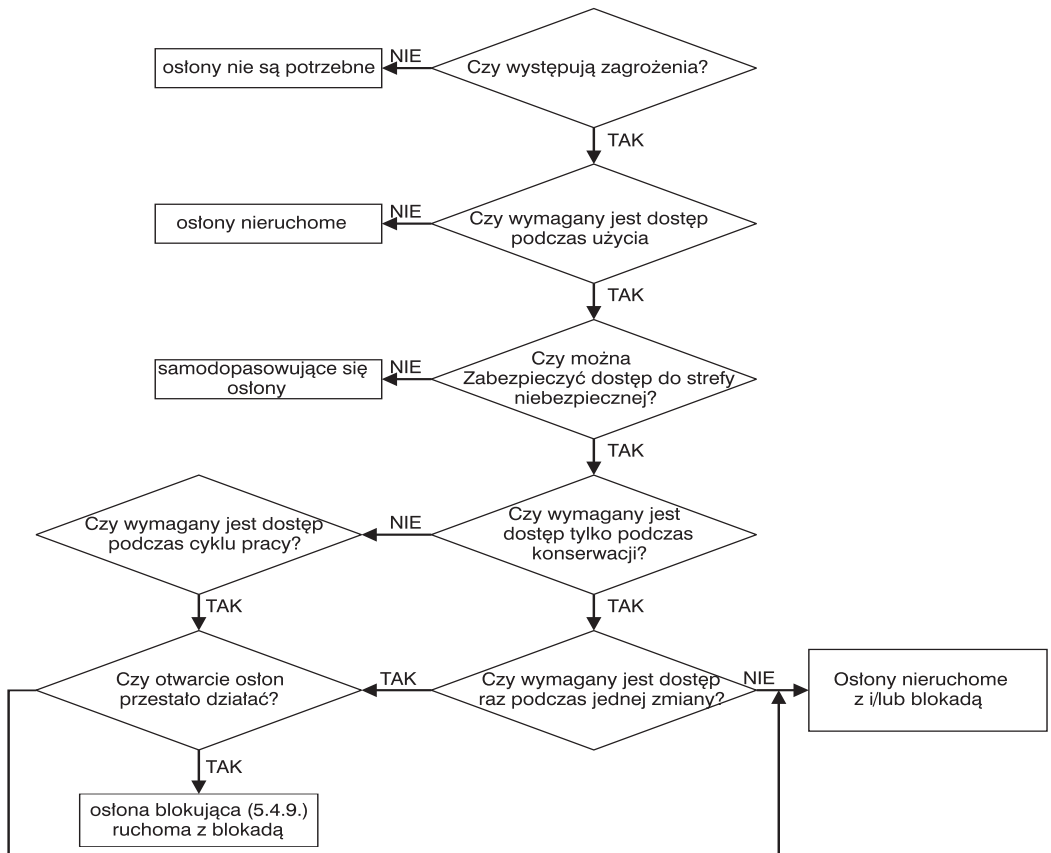 Czy występują zagrożenia?
NIE
osłony nie są potrzebne
TAK
Czy wymagany jest dostęp
podczas użycia
NIE
osłony nieruchome
TAK
Czy można
Zabezpieczyć dostęp do strefy
niebezpiecznej?
NIE
samodopasowujące się
osłony
TAK
Czy wymagany jest
dostęp tylko podczas
konserwacji?
NIE
Czy wymagany jest dostęp
podczas cyklu pracy?
TAK
TAK
Czy otwarcie osłon
przestało działać?
TAK
Czy wymagany jest dostęp
raz podczas jednej zmiany?
NIE
Osłony nieruchome
z i/lub blokadą
TAK
osłona blokująca (5.4.9.)
ruchoma z blokadą